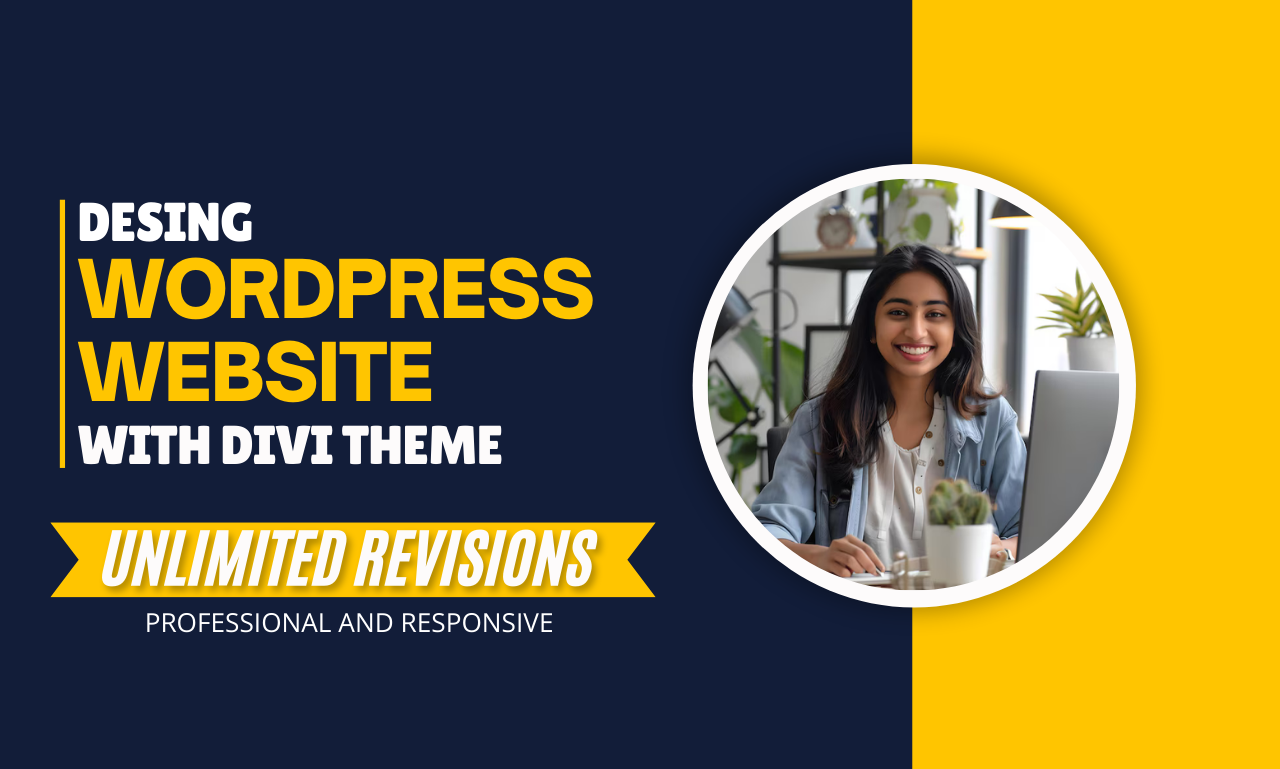 DESING
WORDPRESS
WEBSITE
WITH DIVI THEME
UNLIMITED REVISIONS
PROFESSIONAL AND RESPONSIVE